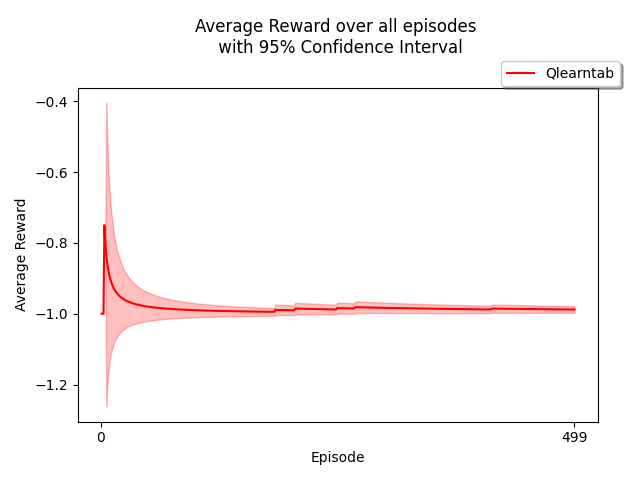 Average Reward over all episodes
with 95% Confidence Interval
Qlearntab
−0.4
−0.6
−0.8
−1.0
−1.2
Average Reward
0
499
Episode